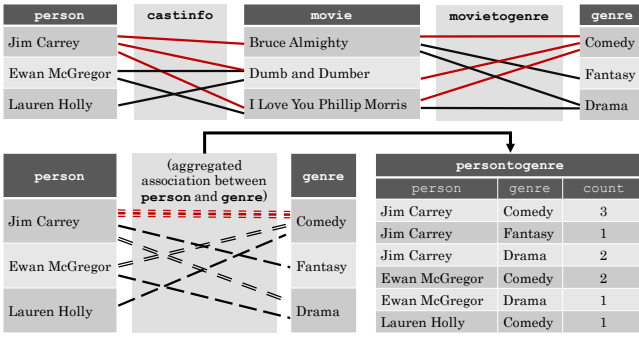 person castinfo movie movietogenre genre
Jim Carrey Bruce Almighty Comedy
Ewan McGregor Dumb and Dumber Fantasy
Lauren Holly I Love You Phillip Morris Drama
person
(aggregated
association between
person and genre)
genre
Jim Carrey Comedy
Ewan McGregor Fantasy
Lauren Holly Drama
persontogenre
person genre count
Jim Carrey Comedy 3
Jim Carrey Fantasy 1
Jim Carrey Drama 2
Ewan McGregor Comedy 2
Ewan McGregor Drama 1
Lauren Holly Comedy 1